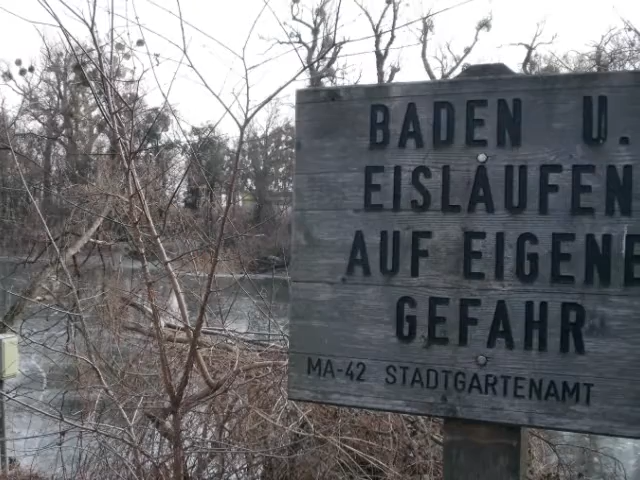 BADEN U.
EISLAUFEN
AUF EIGENE
GEFAHR
MA-42 STADTGARTENAMT